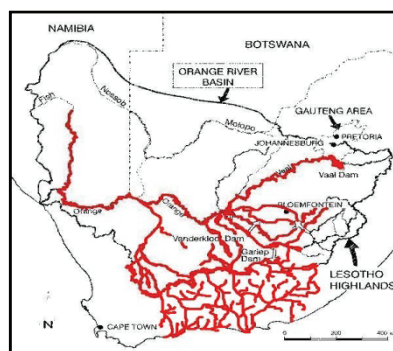 NAMIBIA
BOTSWANA
ORANGE RIVER
BASIN
GAUTENG AREA
Fish
Nossob
Molopo
PRETORIA
JOHANNESBURG
Vaal
Vaal Dam
Orange
Orange
BLOEMFONTEIN
Vanderkloof Dam
Gariep
Dam
LESOTHO
HIGHLANDS
N
CAPE TOWN
0
200
400